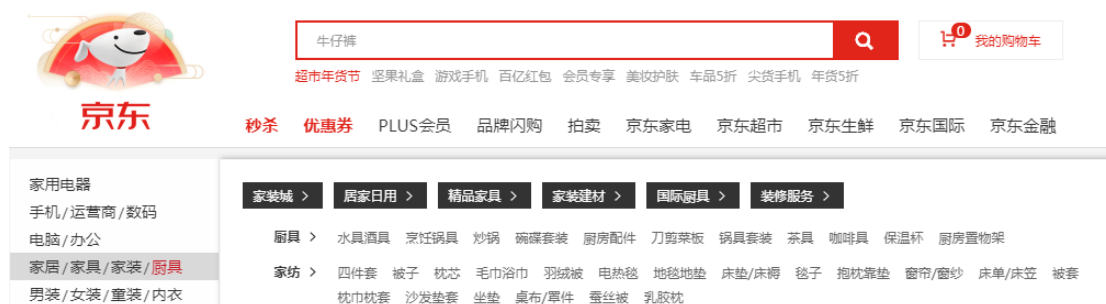 牛仔裤
0 我的购物车
超市年货节 坚果礼盒 游戏手机 百亿红包 会员专享 美妆护肤 车品5折 尖货手机 年货5折
京东
秒杀 优惠券 PLUS会员 品牌闪购 拍卖 京东家电 京东超市 京东生鲜 京东国际 京东金融
家用电器
手机/运营商/数码
电脑/办公
家居/家具/家装/厨具
男装/女装/童装/内衣
家装城 > 居家日用 > 精品家具 > 家装建材 > 国际厨具 > 装修服务 >
厨具 > 水具酒具 烹饪锅具 炒锅 碗碟套装 厨房配件 刀剪菜板 锅具套装 茶具 咖啡具 保温杯 厨房置物架
家纺 > 四件套 被子 枕芯 毛巾浴巾 羽绒被 电热毯 地毯地垫 床垫/床褥 毯子 抱枕靠垫 窗帘/窗纱 床单/床笠 被套
枕巾枕套 沙发垫套 坐垫 桌布/罩件 蚕丝被 乳胶枕